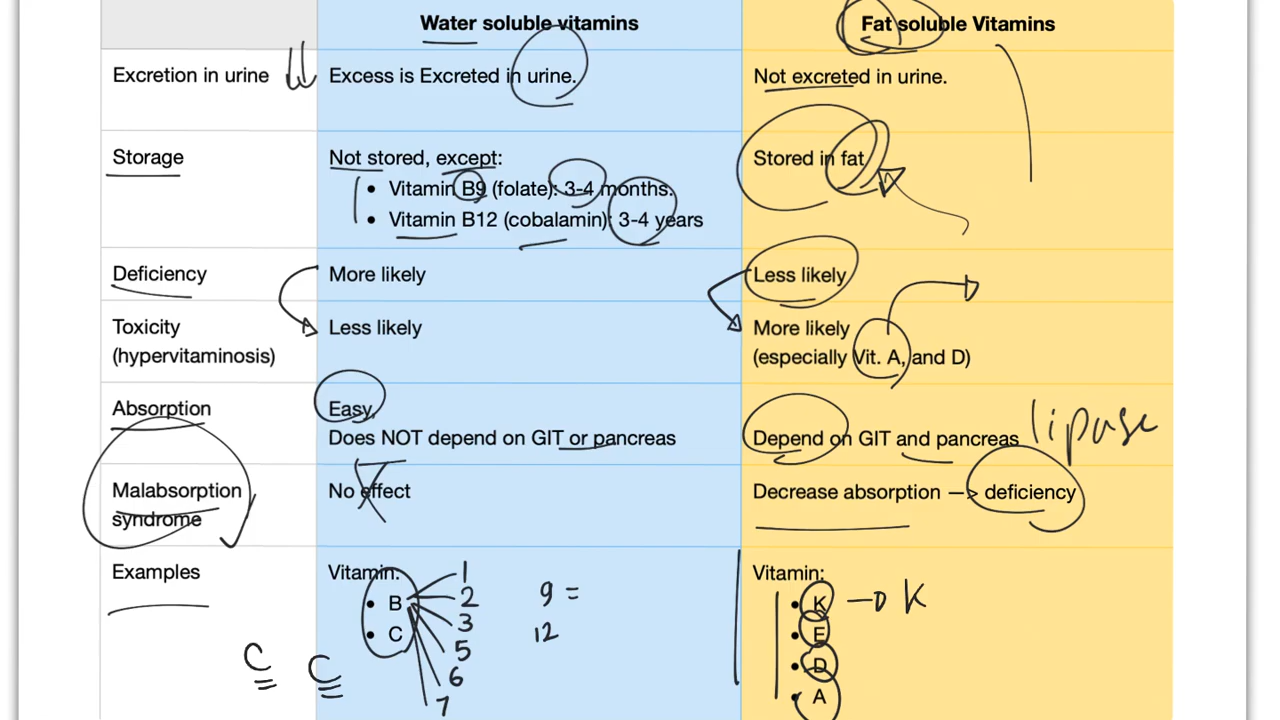 Water soluble vitamins
Fat soluble Vitamins
Excretion in urine
Excess is Excreted in urine.
Not excreted in urine.
Storage
Not stored, except:
• Vitamin B9 (folate): 3-4 months.
• Vitamin B12 (cobalamin): 3-4 years
Stored in fat
Deficiency
More likely
Less likely
Toxicity
(hypervitaminosis)
Less likely
More likely
(especially Vit. A, and D)
Absorption
Easy,
Does NOT depend on GIT or pancreas
Depend on GIT and pancreas
lipase
Malabsorption
syndrome
No effect
Decrease absorption —> deficiency
Examples
Vitamin:
• B
• C
1
2
3
5
6
7
9 =
12
C C
Vitamin:
• K → K
• E
• D
• A